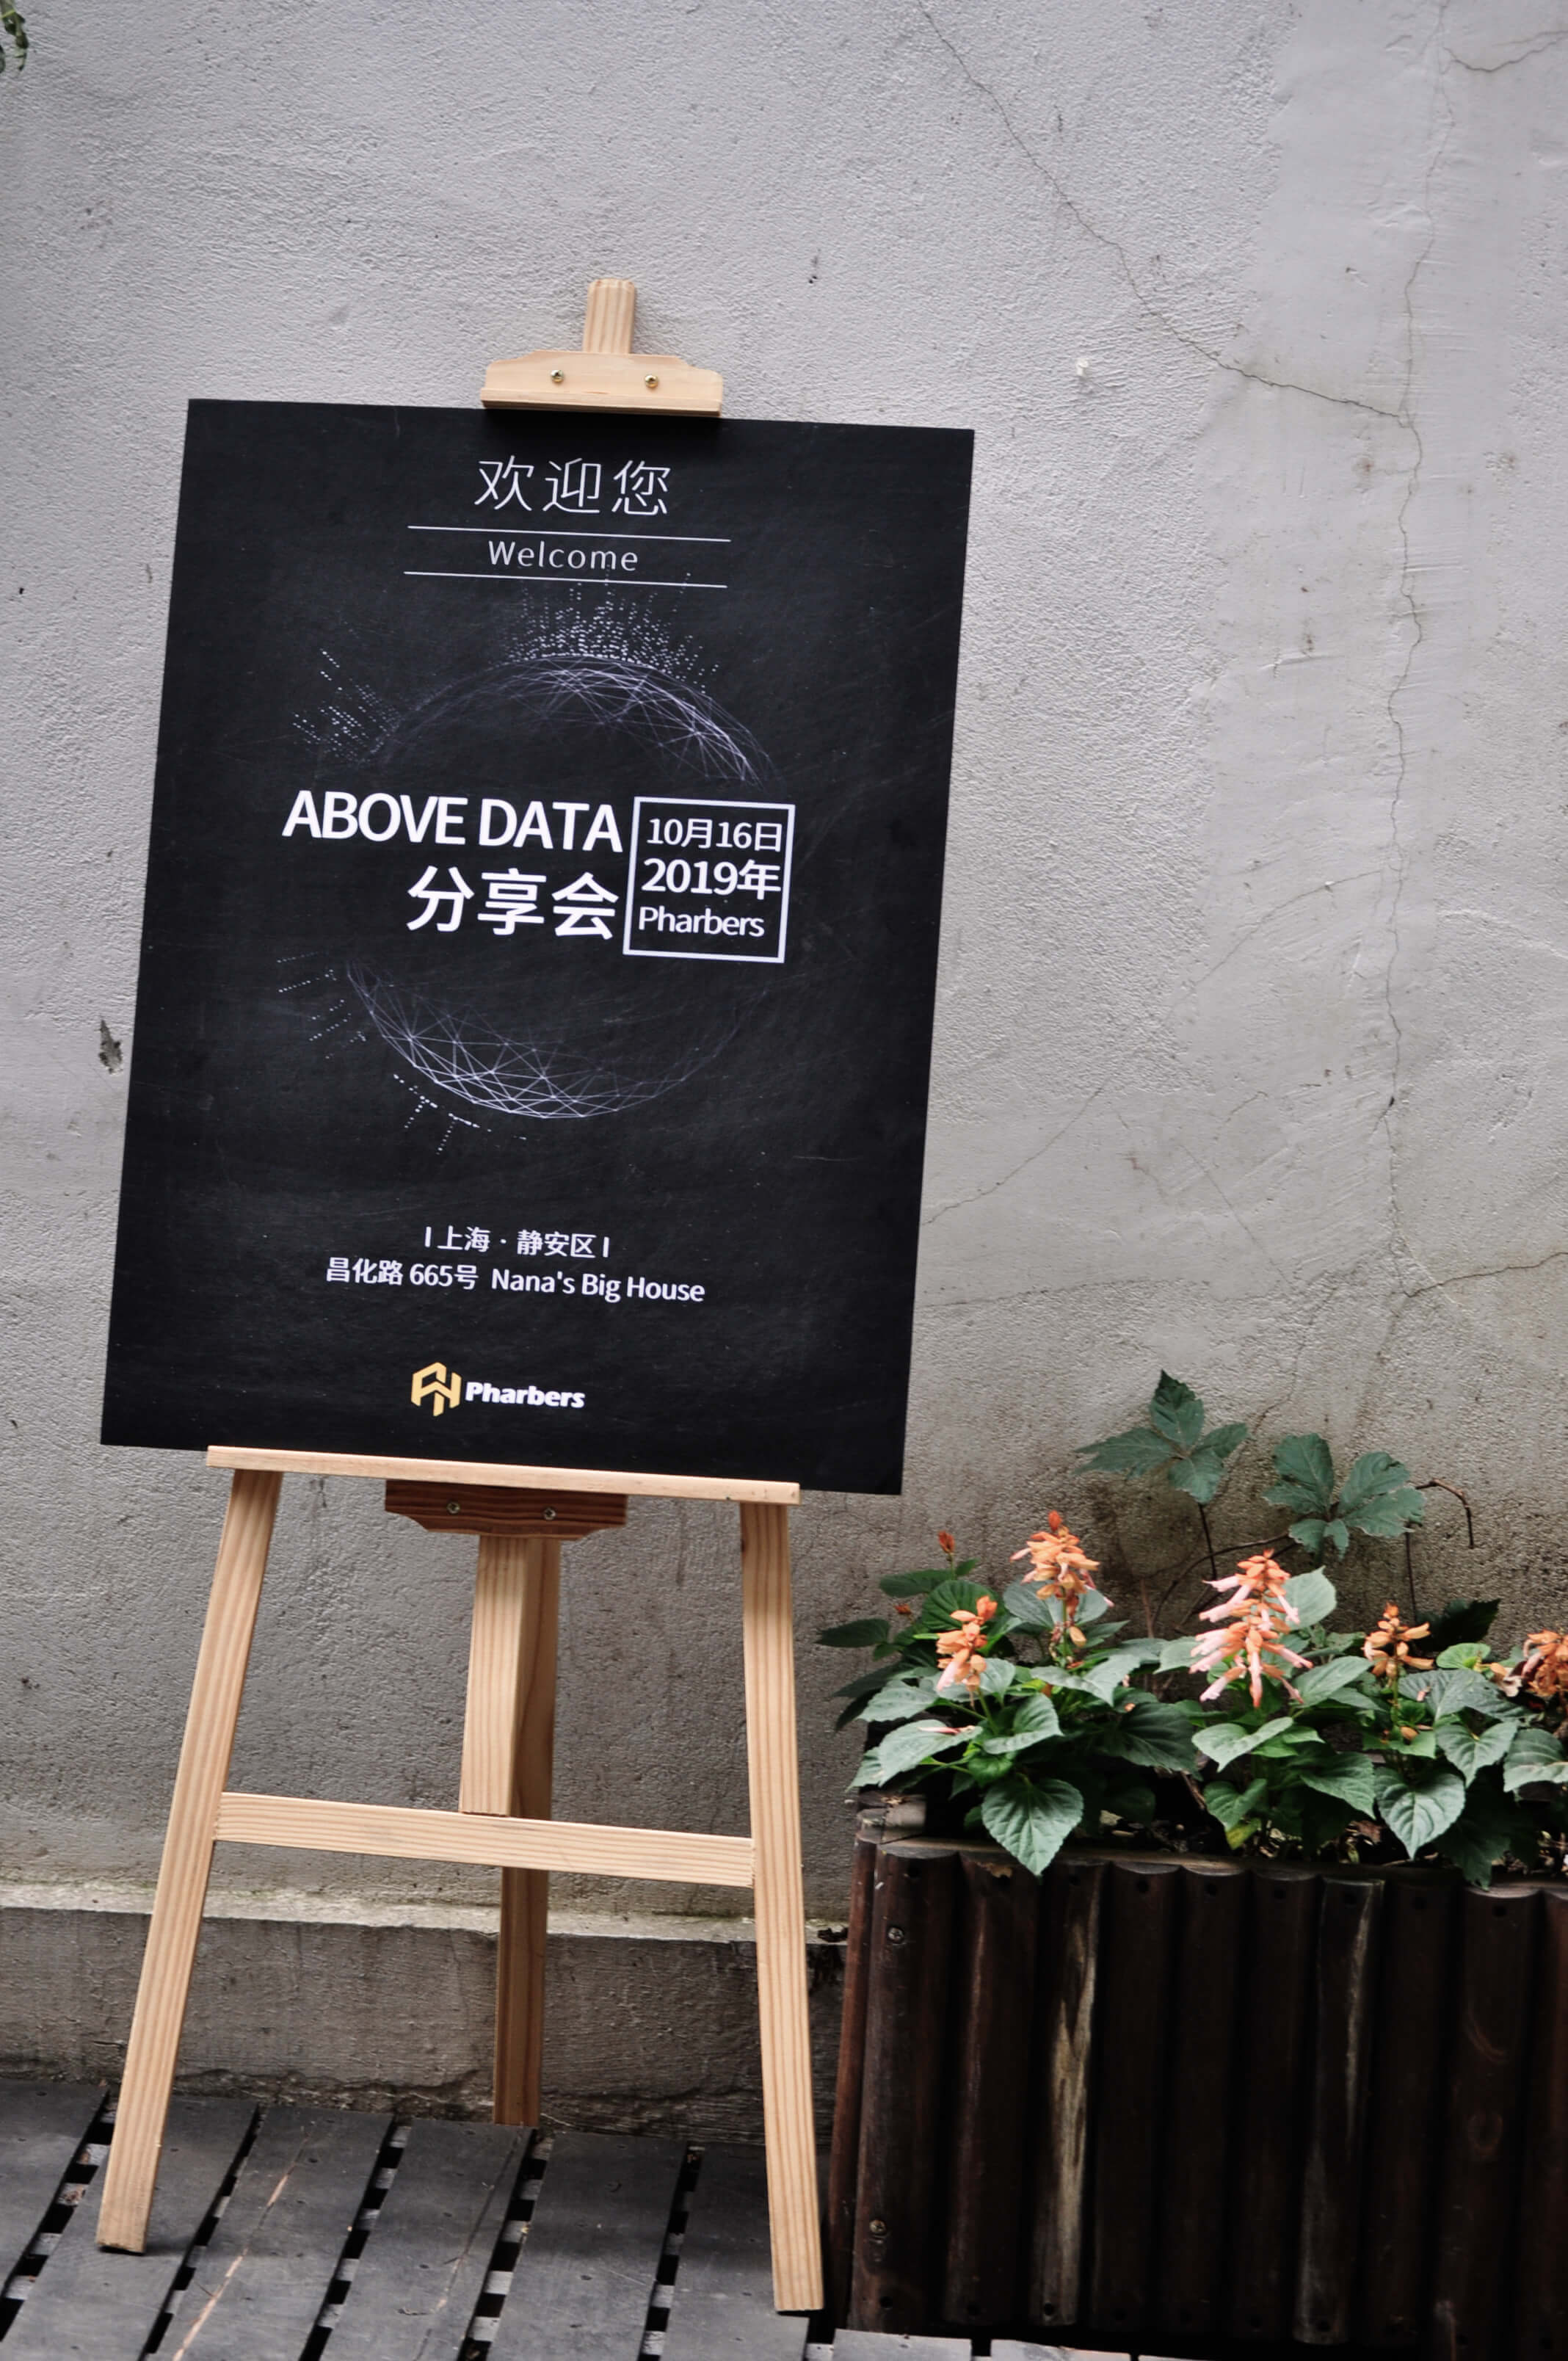 欢迎您
Welcome
ABOVE DATA
分享会
10月16日
2019年
Pharbers
I 上海 · 静安区 I
昌化路 665号 Nana's Big House
Pharbers